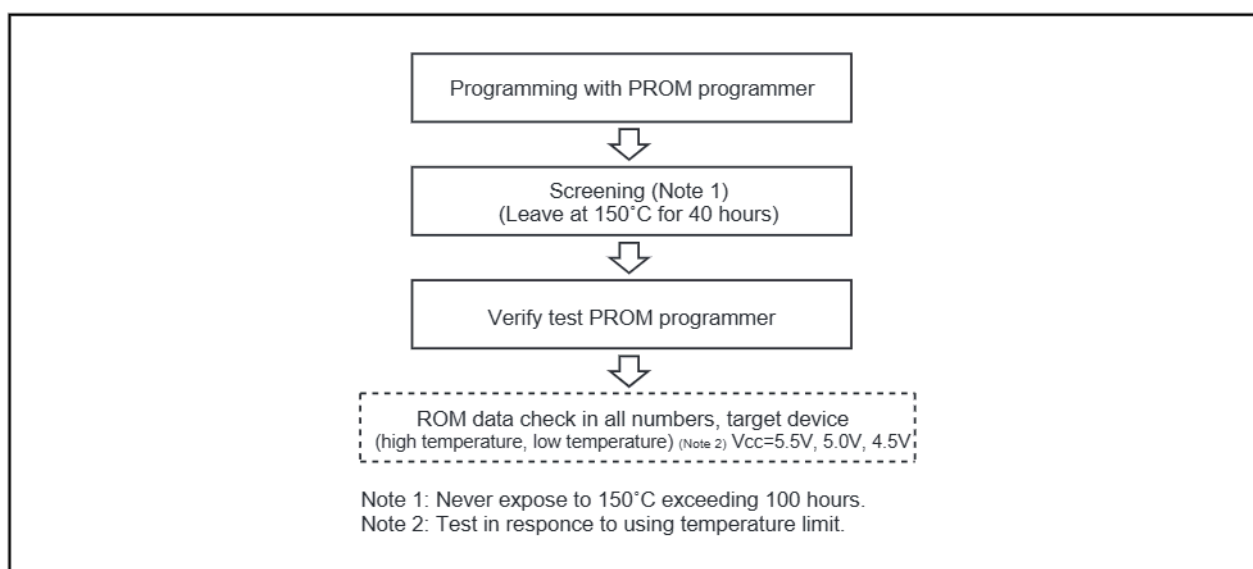 Programming with PROM programmer
Screening (Note 1)
(Leave at 150˚C for 40 hours)
Verify test PROM programmer
ROM data check in all numbers, target device
(high temperature, low temperature) (Note 2) Vcc=5.5V, 5.0V, 4.5V
Note 1: Never expose to 150˚C exceeding 100 hours.
Note 2: Test in responce to using temperature limit.